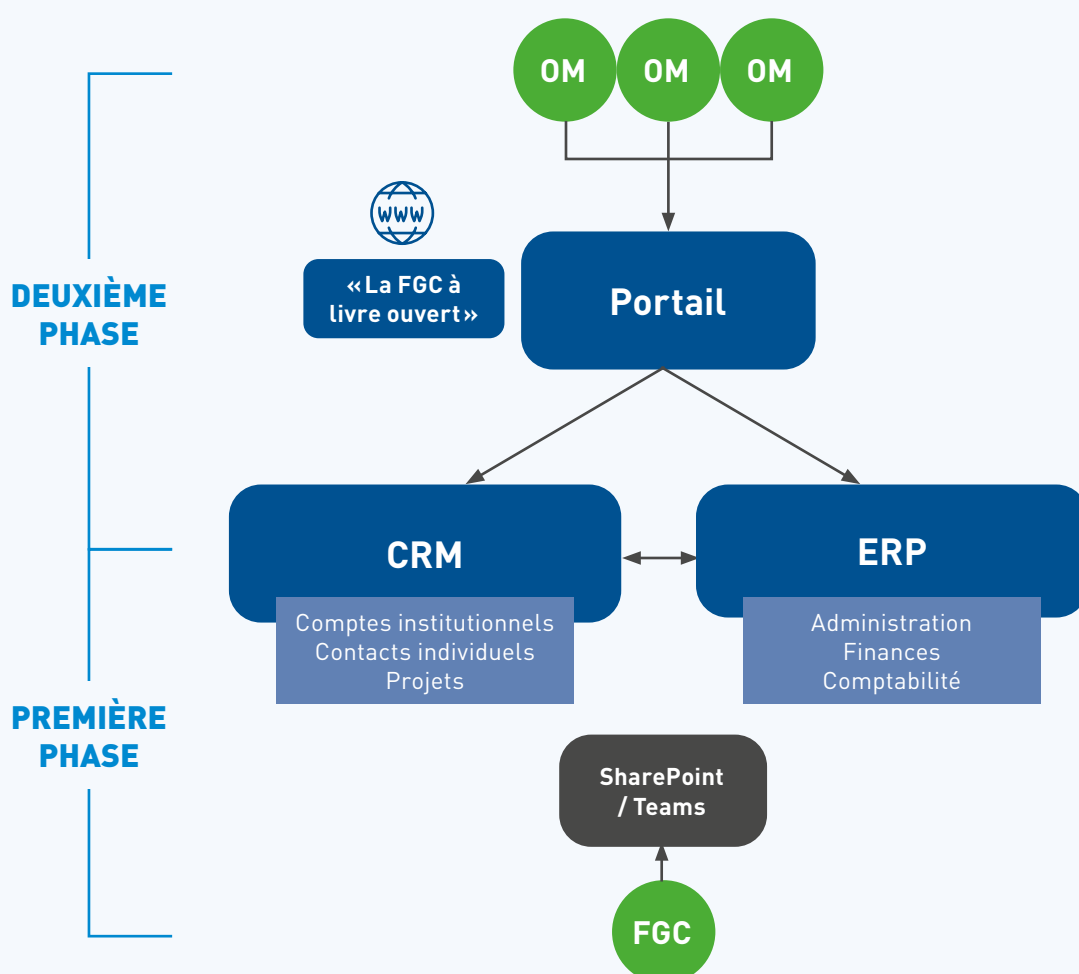 OM
OM
OM
WWW
« La FGC à
livre ouvert »
Portail
DEUXIÈME
PHASE
CRM
Comptes institutionnels
Contacts individuels
Projets
ERP
Administration
Finances
Comptabilité
PREMIÈRE
PHASE
SharePoint
/ Teams
FGC